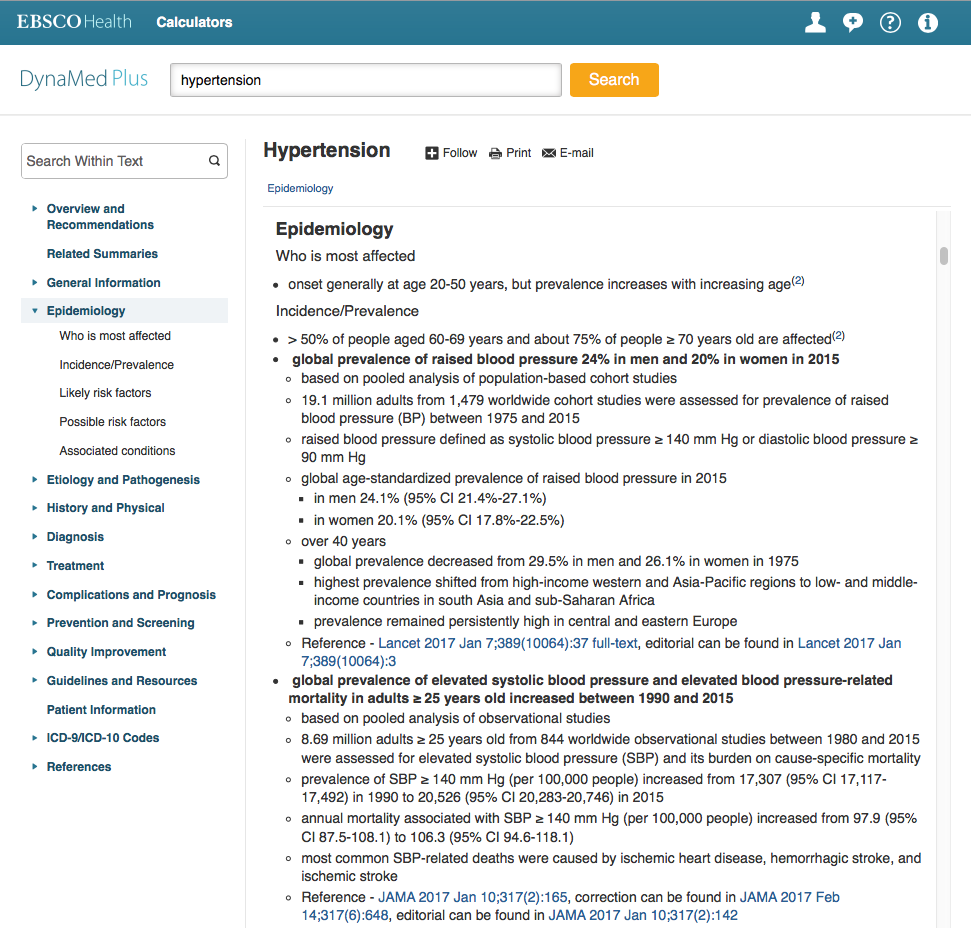 EBSCO Health Calculators
DynaMed Plus hypertension Search
Search Within Text
Overview and
Recommendations
Related Summaries
General Information
Epidemiology
Who is most affected
Incidence/Prevalence
Likely risk factors
Possible risk factors
Associated conditions
Etiology and Pathogenesis
History and Physical
Diagnosis
Treatment
Complications and Prognosis
Prevention and Screening
Quality Improvement
Guidelines and Resources
Patient Information
ICD-9/ICD-10 Codes
References
Hypertension Follow Print E-mail
Epidemiology
Epidemiology
Who is most affected
• onset generally at age 20-50 years, but prevalence increases with increasing age(2)
Incidence/Prevalence
• > 50% of people aged 60-69 years and about 75% of people ≥ 70 years old are affected(2)
• global prevalence of raised blood pressure 24% in men and 20% in women in 2015
◦ based on pooled analysis of population-based cohort studies
◦ 19.1 million adults from 1,479 worldwide cohort studies were assessed for prevalence of raised
blood pressure (BP) between 1975 and 2015
◦ raised blood pressure defined as systolic blood pressure ≥ 140 mm Hg or diastolic blood pressure ≥
90 mm Hg
◦ global age-standardized prevalence of raised blood pressure in 2015
▪ in men 24.1% (95% CI 21.4%-27.1%)
▪ in women 20.1% (95% CI 17.8%-22.5%)
◦ over 40 years
▪ global prevalence decreased from 29.5% in men and 26.1% in women in 1975
▪ highest prevalence shifted from high-income western and Asia-Pacific regions to low- and middle-
income countries in south Asia and sub-Saharan Africa
▪ prevalence remained persistently high in central and eastern Europe
◦ Reference - Lancet 2017 Jan 7;389(10064):37 full-text, editorial can be found in Lancet 2017 Jan
7;389(10064):3
• global prevalence of elevated systolic blood pressure and elevated blood pressure-related
mortality in adults ≥ 25 years old increased between 1990 and 2015
◦ based on pooled analysis of observational studies
◦ 8.69 million adults ≥ 25 years old from 844 worldwide observational studies between 1980 and 2015
were assessed for elevated systolic blood pressure (SBP) and its burden on cause-specific mortality
◦ prevalence of SBP ≥ 140 mm Hg (per 100,000 people) increased from 17,307 (95% CI 17,117-
17,492) in 1990 to 20,526 (95% CI 20,283-20,746) in 2015
◦ annual mortality associated with SBP ≥ 140 mm Hg (per 100,000 people) increased from 97.9 (95%
CI 87.5-108.1) to 106.3 (95% CI 94.6-118.1)
◦ most common SBP-related deaths were caused by ischemic heart disease, hemorrhagic stroke, and
ischemic stroke
◦ Reference - JAMA 2017 Jan 10;317(2):165, correction can be found in JAMA 2017 Feb
14;317(6):648, editorial can be found in JAMA 2017 Jan 10;317(2):142